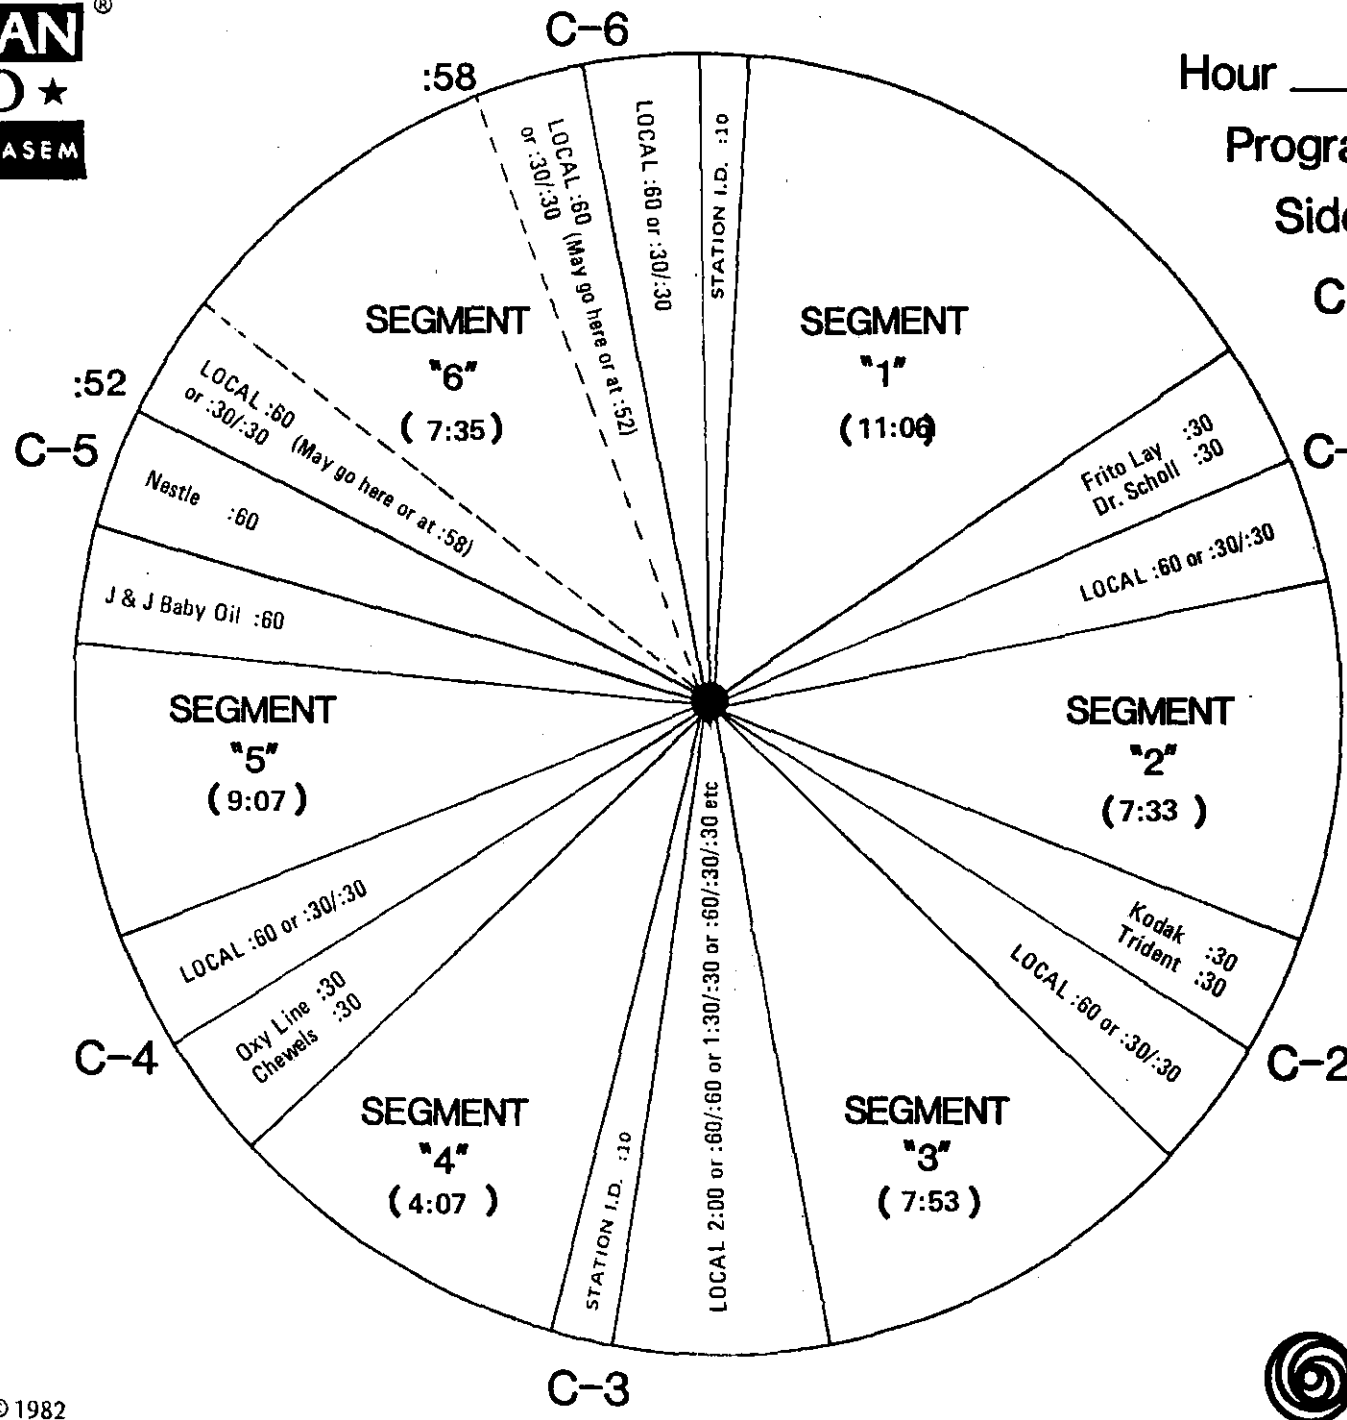 AN ®
★
ASEM
Hour
Progra
Side
C
C-6
:58
LOCAL :60
or :30/:30 (May go here or at :52)
LOCAL :60 or :30/:30
STATION I.D. :10
SEGMENT
"1"
(11:06)
Frito Lay :30
Dr. Scholl :30
C-
LOCAL :60 or :30/:30
SEGMENT
"2"
(7:33 )
Kodak :30
Trident :30
C-2
LOCAL :60 or :30/:30
SEGMENT
"3"
( 7:53 )
LOCAL 2:00 or :60/:60 or 1:30/:30 or :60/:30/:30 etc
C-3
STATION I.D. :10
SEGMENT
"4"
( 4:07 )
Oxy Line :30
Chewels :30
C-4
LOCAL :60 or :30/:30
SEGMENT
"5"
( 9:07 )
J & J Baby Oil :60
Nestle :60
C-5
:52
LOCAL :60
or :30/:30 (May go here or at :58)
SEGMENT
"6"
( 7:35 )
© 1982